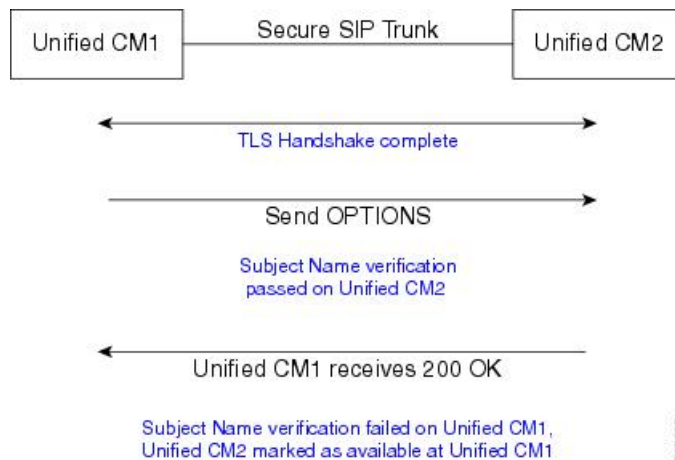 Unified CM1
Secure SIP Trunk
Unified CM2
TLS Handshake complete
Send OPTIONS
Subject Name verification
passed on Unified CM2
Unified CM1 receives 200 OK
Subject Name verification failed on Unified CM1,
Unified CM2 marked as available at Unified CM1